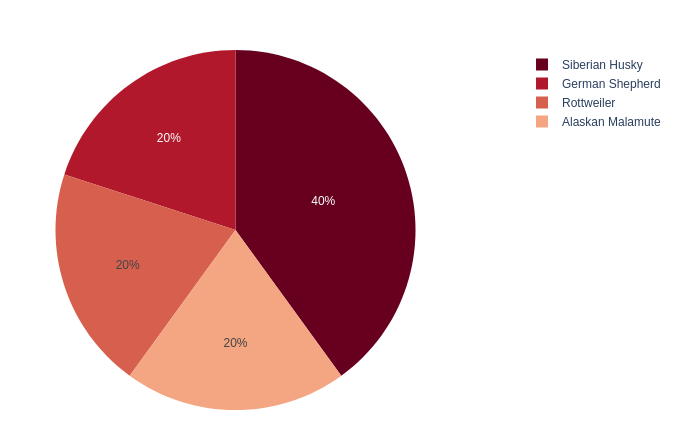 Siberian Husky
German Shepherd
Rottweiler
Alaskan Malamute
20%
40%
20%
20%